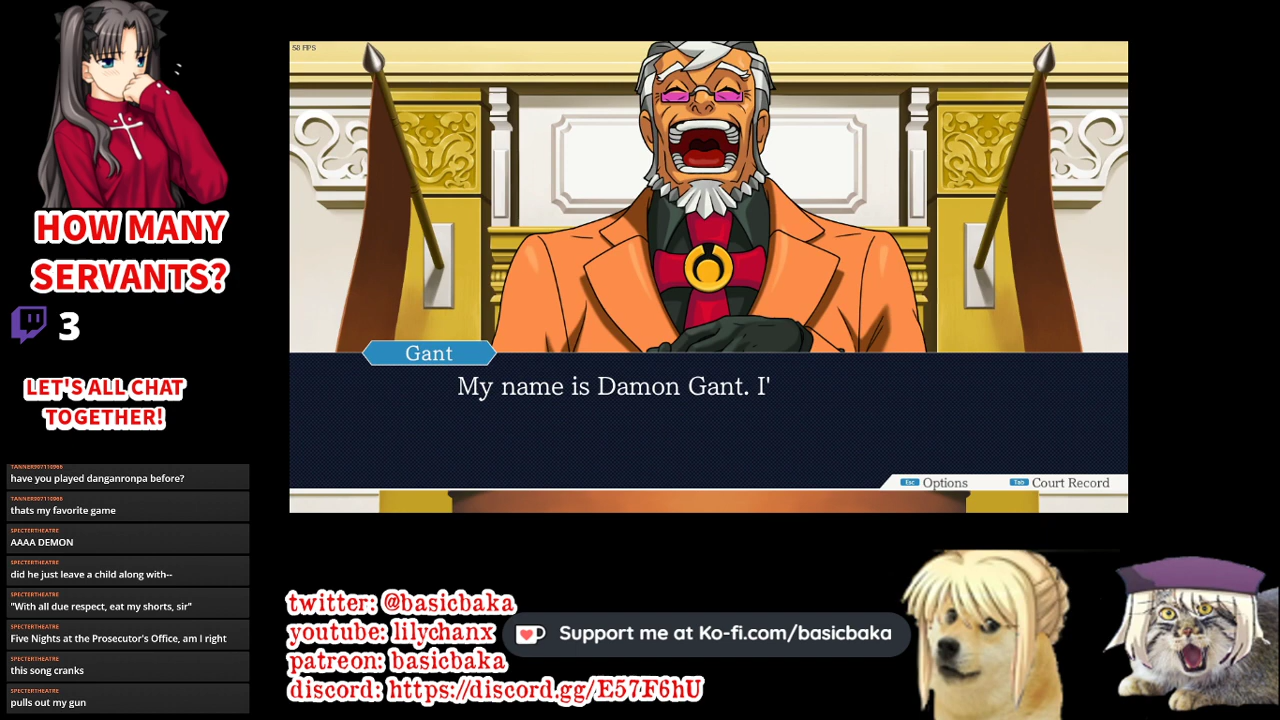 58 FPS
HOW MANY
SERVANTS?
3
LET'S ALL CHAT
TOGETHER!
TANNER307110966
have you played danganronpa before?
TANNER307110966
thats my favorite game
SPECTERTHEATRE
AAAA DEMON
SPECTERTHEATRE
did he just leave a child along with--
SPECTERTHEATRE
"With all due respect, eat my shorts, sir"
SPECTERTHEATRE
Five Nights at the Prosecutor's Office, am I right
SPECTERTHEATRE
this song cranks
SPECTERTHEATRE
pulls out my gun
Gant
My name is Damon Gant. I'
Esc Options Tab Court Record
twitter: @basicbaka
youtube: lilychanx
patreon: basicbaka
discord: https://discord.gg/E57F6hU
Support me at Ko-fi.com/basicbaka